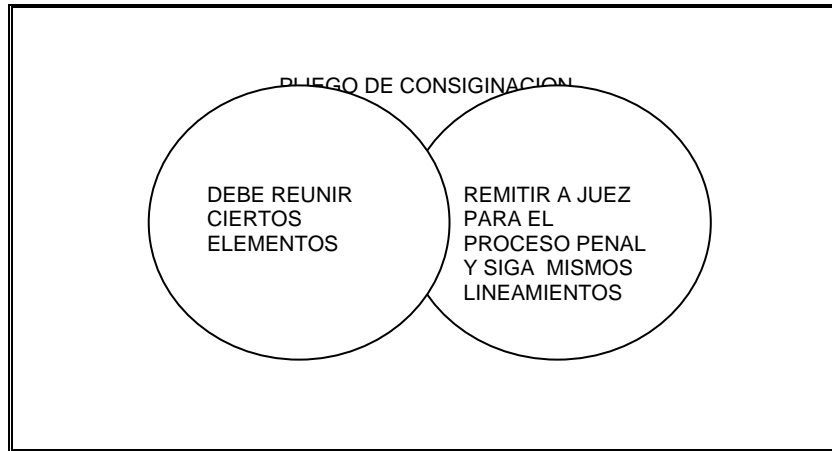 PLIEGO DE CONSIGINACION
DEBE REUNIR
CIERTOS
ELEMENTOS
REMITIR A JUEZ
PARA EL
PROCESO PENAL
Y SIGA MISMOS
LINEAMIENTOS